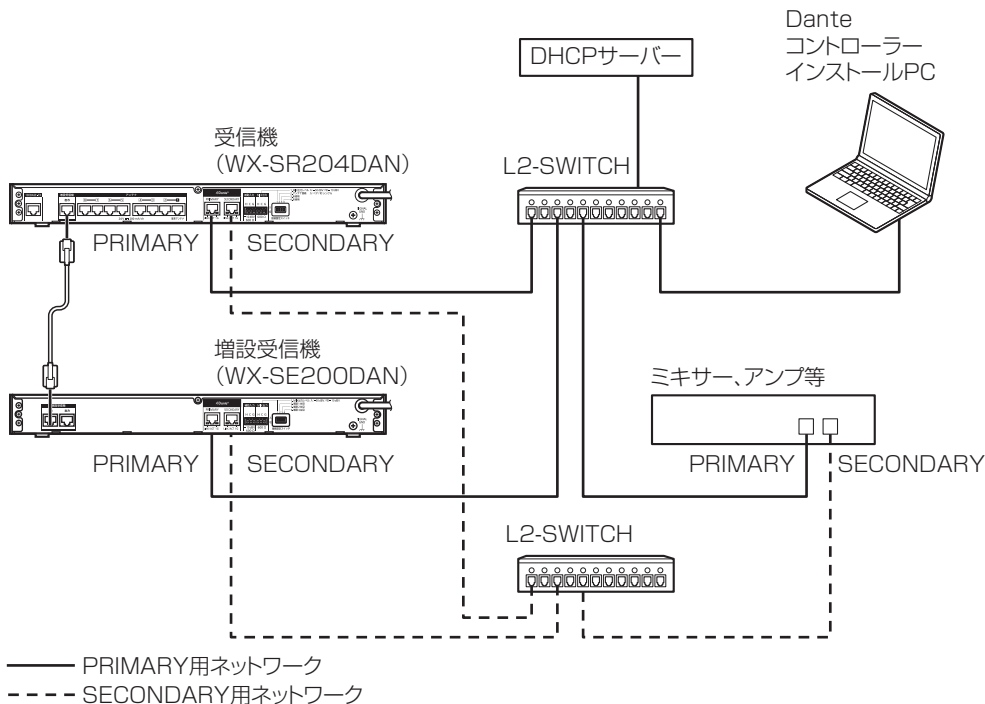 Dante
コントローラー
インストールPC
DHCPサーバー
受信機
(WX-SR204DAN)
L2-SWITCH
PRIMARY
SECONDARY
PRIMARY
SECONDARY
増設受信機
(WX-SE200DAN)
ミキサー、アンプ等
PRIMARY
SECONDARY
PRIMARY
SECONDARY
PRIMARY
SECONDARY
L2-SWITCH
PRIMARY用ネットワーク
SECONDARY用ネットワーク